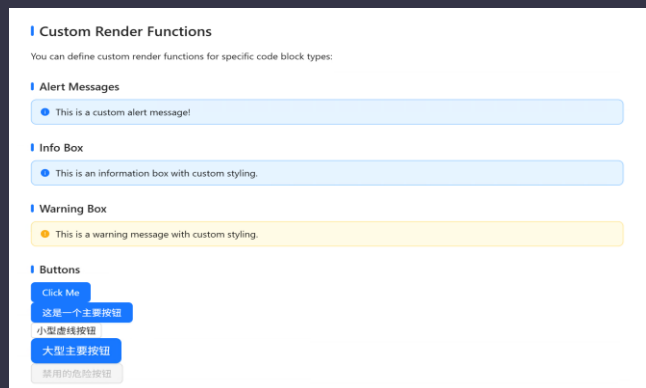 Custom Render Functions
You can define custom render functions for specific code block types:
Alert Messages
This is a custom alert message!
Info Box
This is an information box with custom styling.
Warning Box
This is a warning message with custom styling.
Buttons
Click Me
这是一个主要按钮
小型虚线按钮
大型主要按钮
禁用的危险按钮